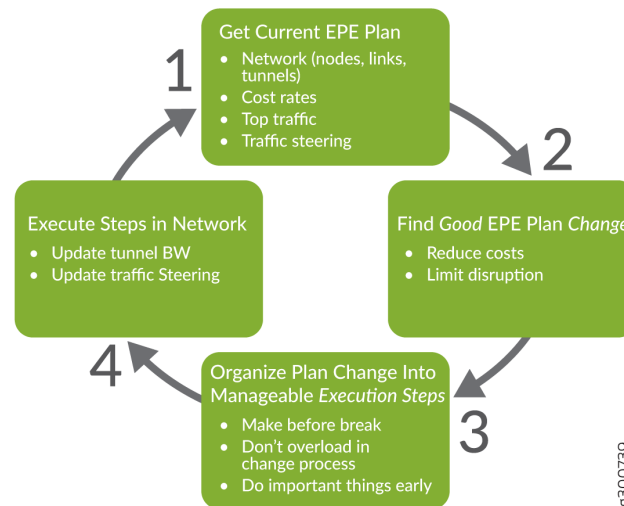 1
Get Current EPE Plan
• Network (nodes, links,
tunnels)
• Cost rates
• Top traffic
• Traffic steering
2
Find Good EPE Plan Change
• Reduce costs
• Limit disruption
3
Organize Plan Change Into
Manageable Execution Steps
• Make before break
• Don't overload in
change process
• Do important things early
4
Execute Steps in Network
• Update tunnel BW
• Update traffic Steering
g300739